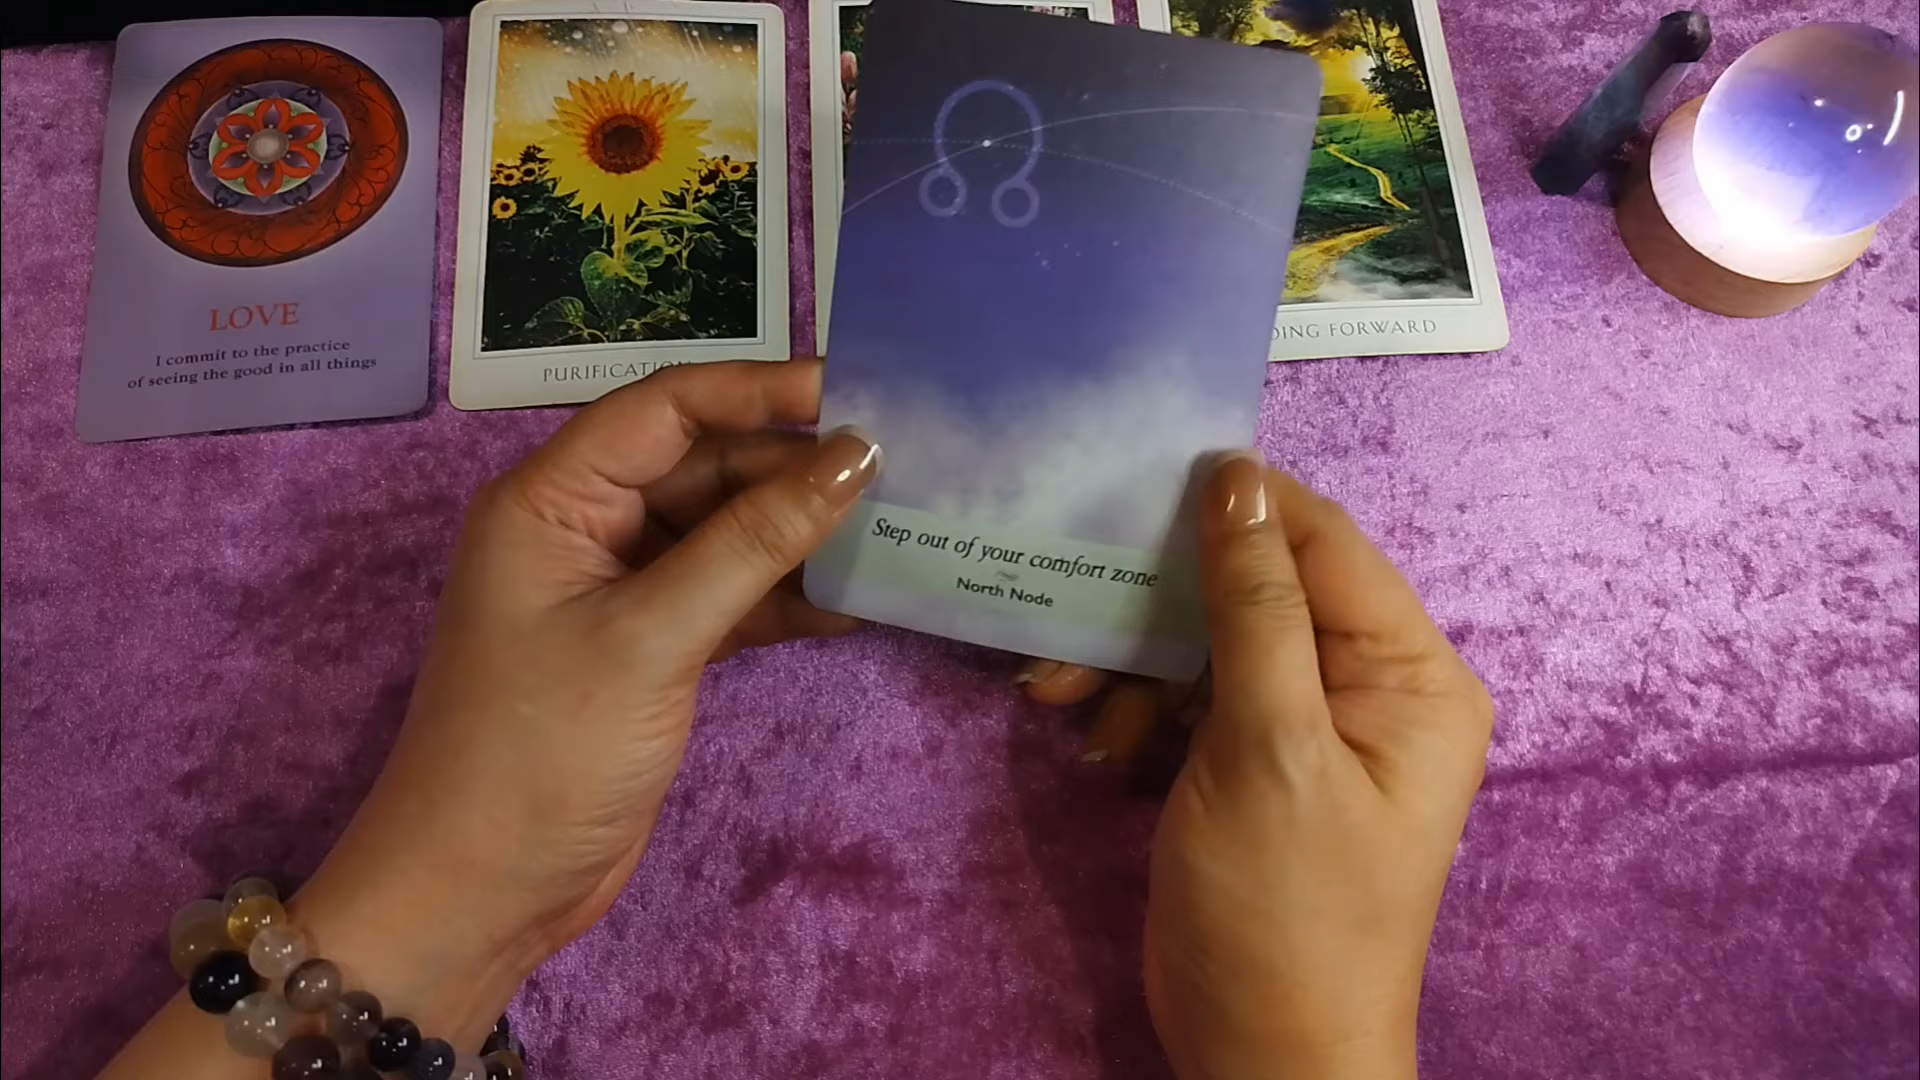 LOVE
I commit to the practice
of seeing the good in all things
PURIFICATION
DING FORWARD
Step out of your comfort zone
North Node